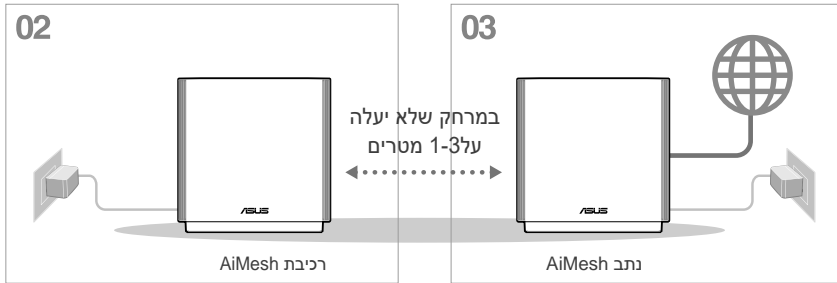 02
03
במרחק שלא יעלה
על1-3 מטרים
ASUS
ASUS
רכיבת AiMesh
נתב AiMesh